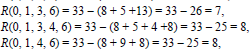 R(0, 1, 3, 6) = 33 – (8 + 5 +13) = 33 – 26 = 7,
R(0, 1, 3, 4, 6) = 33 – (8 + 5 + 4 +8) = 33 – 25 = 8,
R(0, 1, 4, 6) = 33 – (8 + 9 + 8) = 33 – 25 = 8,